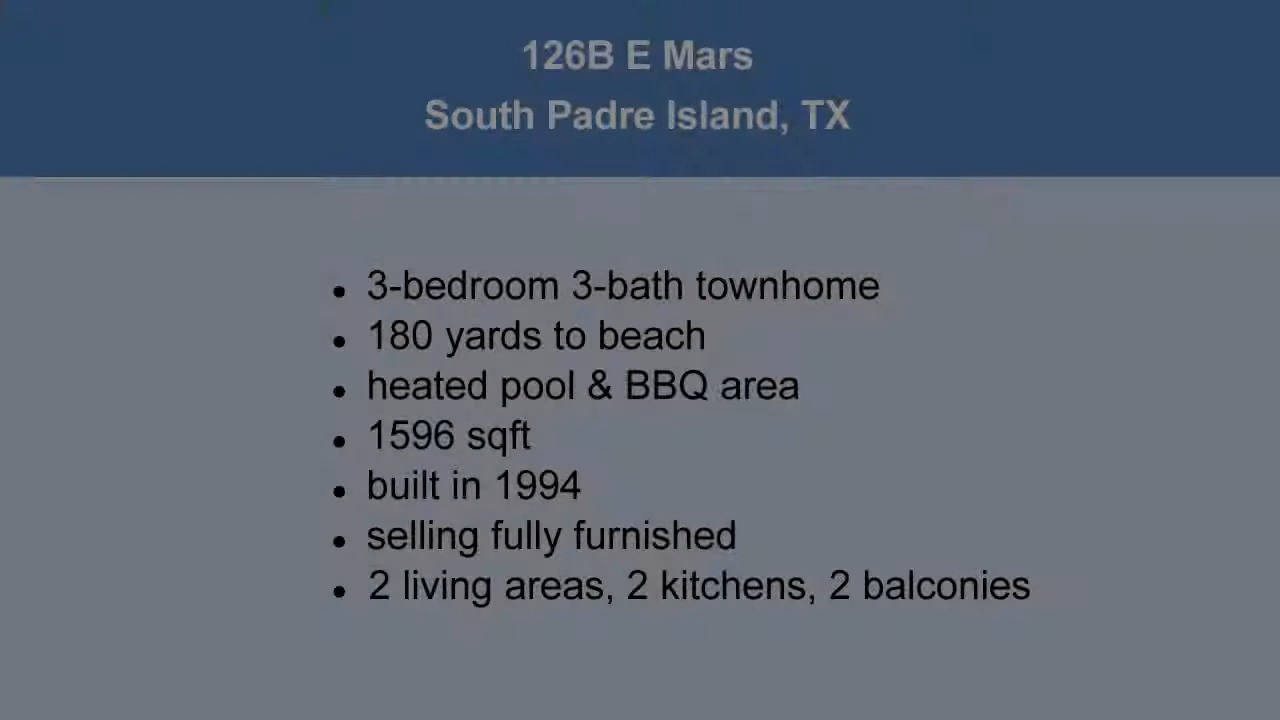 126B E Mars
South Padre Island, TX
• 3-bedroom 3-bath townhome
• 180 yards to beach
• heated pool & BBQ area
• 1596 sqft
• built in 1994
• selling fully furnished
• 2 living areas, 2 kitchens, 2 balconies